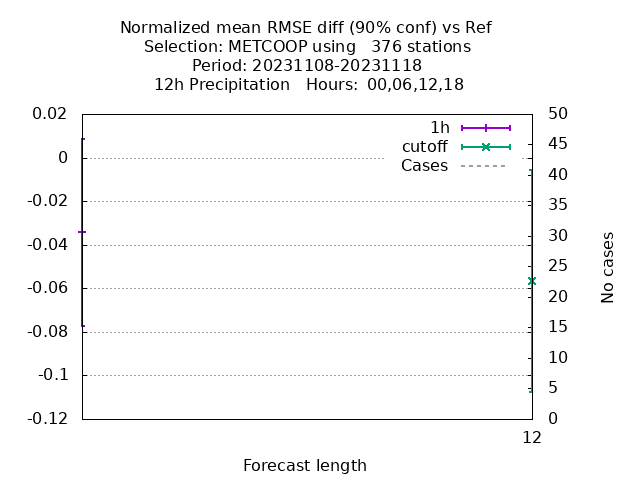 Normalized mean RMSE diff (90% conf) vs Ref
Selection: METCOOP using   376 stations
Period: 20231108-20231118
12h Precipitation   Hours:  00,06,12,18
0.02
0
-0.02
-0.04
-0.06
-0.08
-0.1
-0.12
1h
cutoff
Cases
50
45
40
35
30
25
20
15
10
5
0
No cases
12
Forecast length